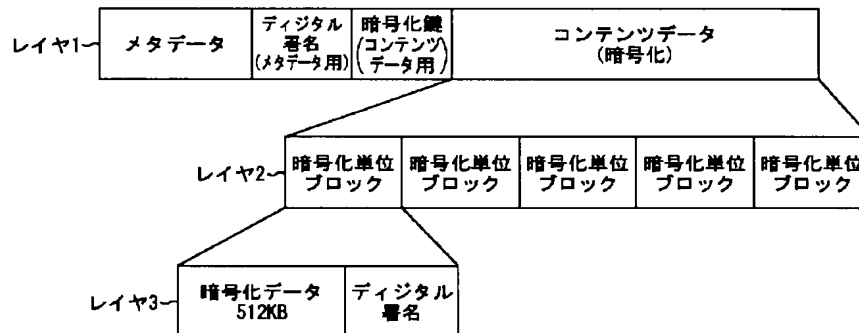 レイヤ1
メタデータ
ディジタル
署名
(メタデータ用)
暗号化鍵
(コンテンツ
データ用)
コンテンツデータ
(暗号化)
レイヤ2
暗号化単位
ブロック
暗号化単位
ブロック
暗号化単位
ブロック
暗号化単位
ブロック
暗号化単位
ブロック
レイヤ3
暗号化データ
512KB
ディジタル
署名